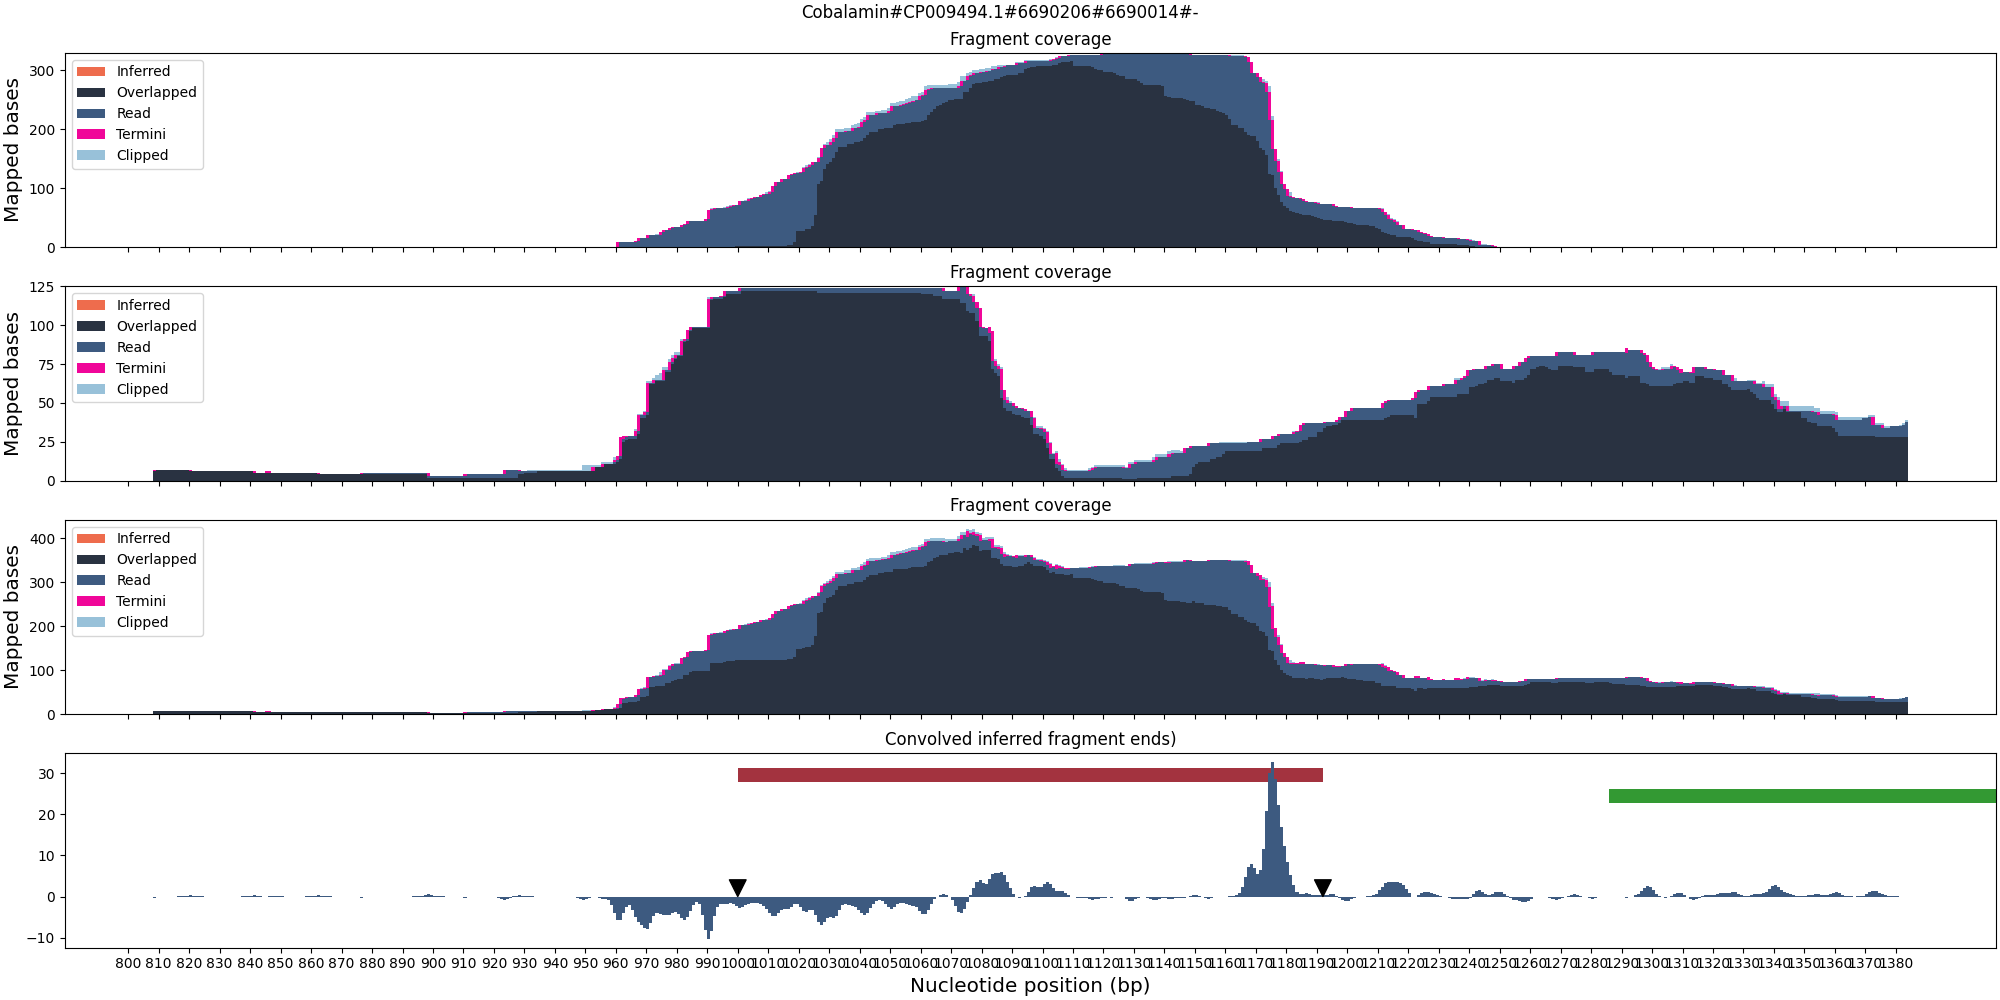 Cobalamin#CP009494.1#6690206#6690014#-
Fragment coverage
Mapped bases
300
200
100
0
Inferred
Overlapped
Read
Termini
Clipped
Fragment coverage
Mapped bases
125
100
75
50
25
0
Inferred
Overlapped
Read
Termini
Clipped
Fragment coverage
Mapped bases
400
300
200
100
0
Inferred
Overlapped
Read
Termini
Clipped
Convolved inferred fragment ends)
30
20
10
0
−10
800 810 820 830 840 850 860 870 880 890 900 910 920 930 940 950 960 970 980 990 1000 1010 1020 1030 1040 1050 1060 1070 1080 1090 1100 1110 1120 1130 1140 1150 1160 1170 1180 1190 1200 1210 1220 1230 1240 1250 1260 1270 1280 1290 1300 1310 1320 1330 1340 1350 1360 1370 1380
Nucleotide position (bp)